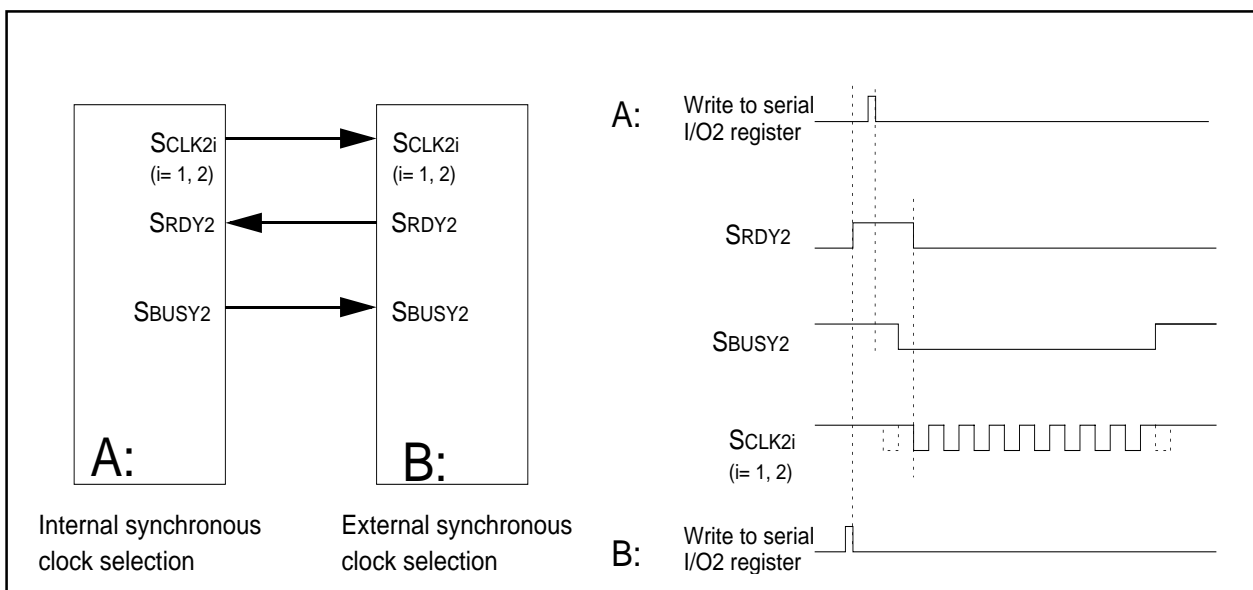 SCLK2i
(i= 1, 2)
SRDY2
SBUSY2
A:
Internal synchronous
clock selection
SCLK2i
(i= 1, 2)
SRDY2
SBUSY2
B:
External synchronous
clock selection
A:
Write to serial
I/O2 register
SRDY2
SBUSY2
SCLK2i
(i= 1, 2)
B:
Write to serial
I/O2 register